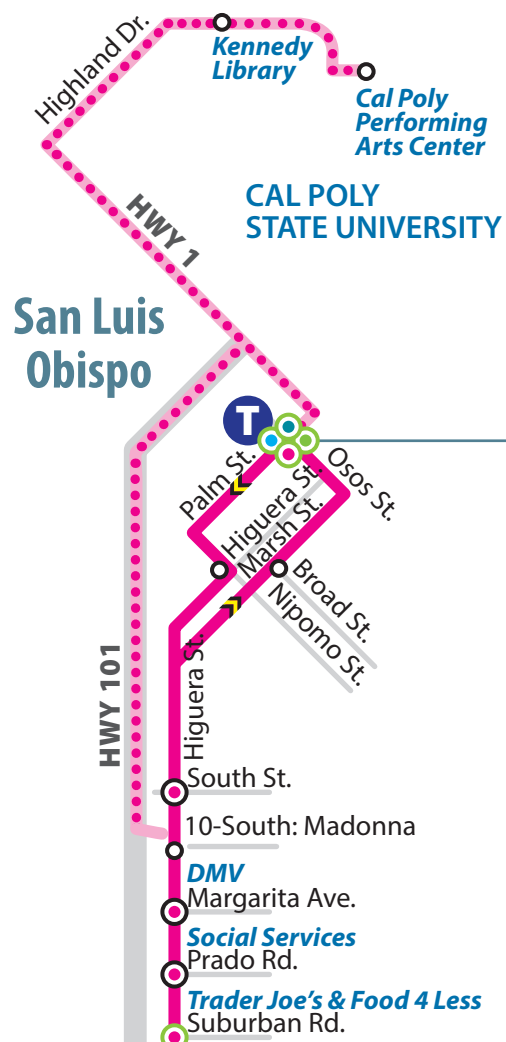 Highland Dr.
Kennedy
Library
Cal Poly
Performing
Arts Center
CAL POLY
STATE UNIVERSITY
HWY 1
San Luis
Obispo
T
Palm St.
Osos St.
Higuera St.
Marsh St.
Broad St.
Nipomo St.
Higuera St.
HWY 101
South St.
10-South: Madonna
DMV
Margarita Ave.
Social Services
Prado Rd.
Trader Joe's & Food 4 Less
Suburban Rd.